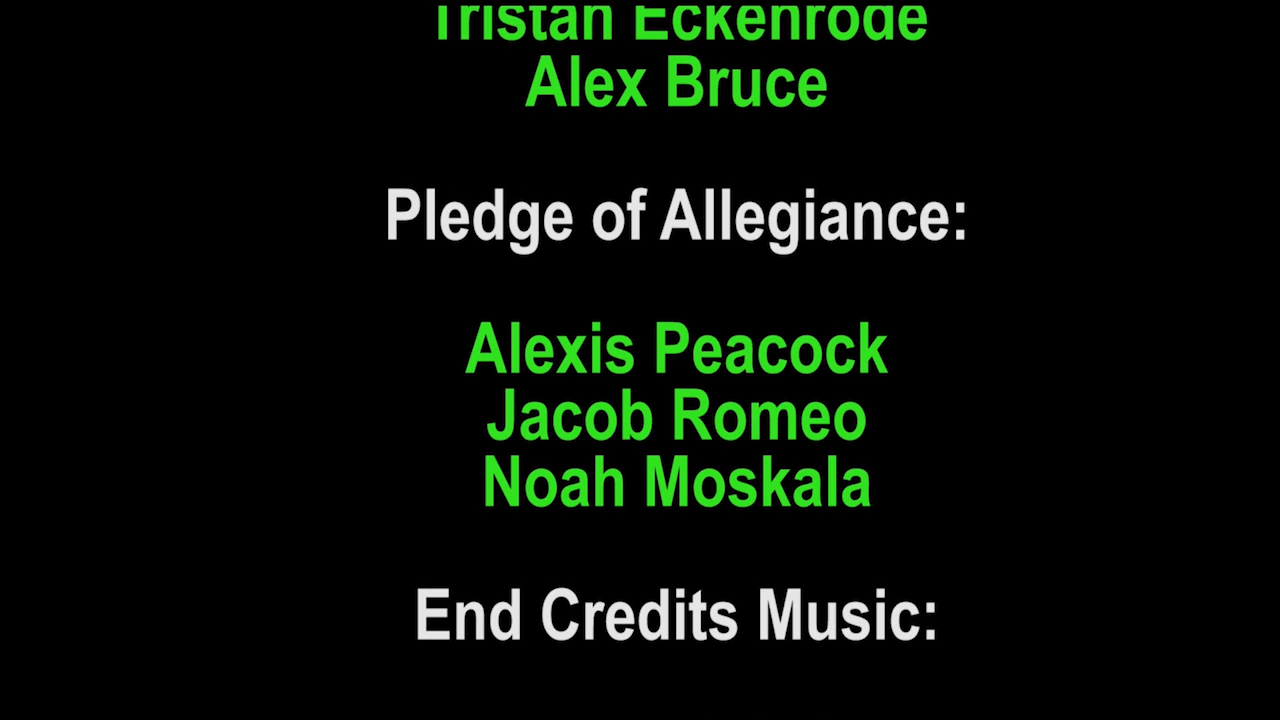 Tristan Eckenrode
Alex Bruce
Pledge of Allegiance:
Alexis Peacock
Jacob Romeo
Noah Moskala
End Credits Music: